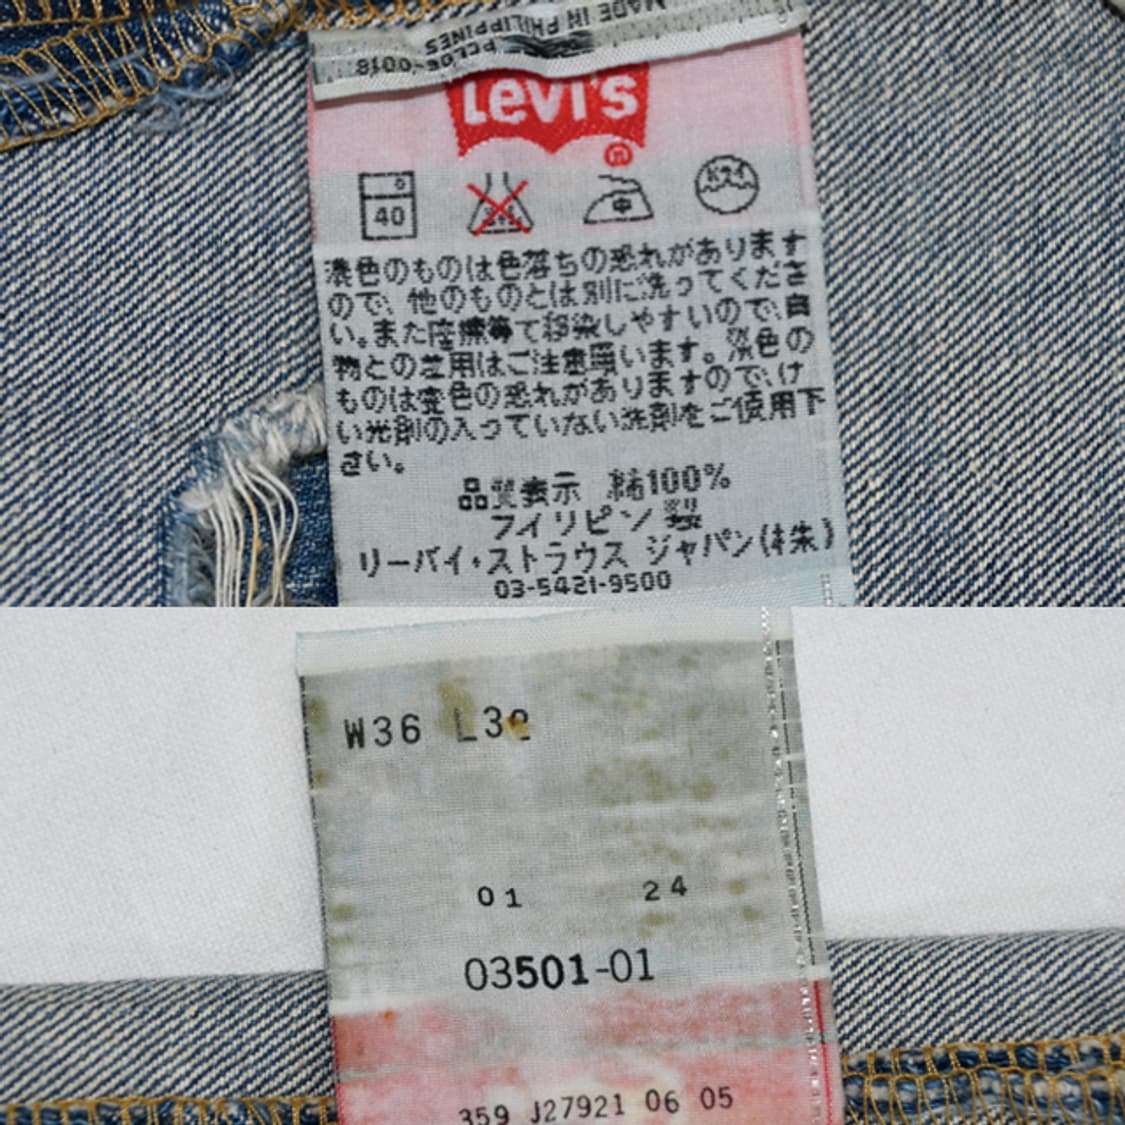 MADE IN PHILIPPINES
Levi's
®
40
中
ドライ
濃色のものは色落ちの恐れがあります
ので、他のものとは別に洗ってくださ
い。また摩擦等で移染しやすいので、白
物との着用はご注意願います。淡色の
ものは変色の恐れがありますので、け
い光剤の入っていない洗剤をご使用下
さい。
品質表示 綿100%
フィリピン製
リーバイ・ストラウス ジャパン(株)
03-5421-9500
W36 L3
01 24
03501-01
359 J27921 06 05